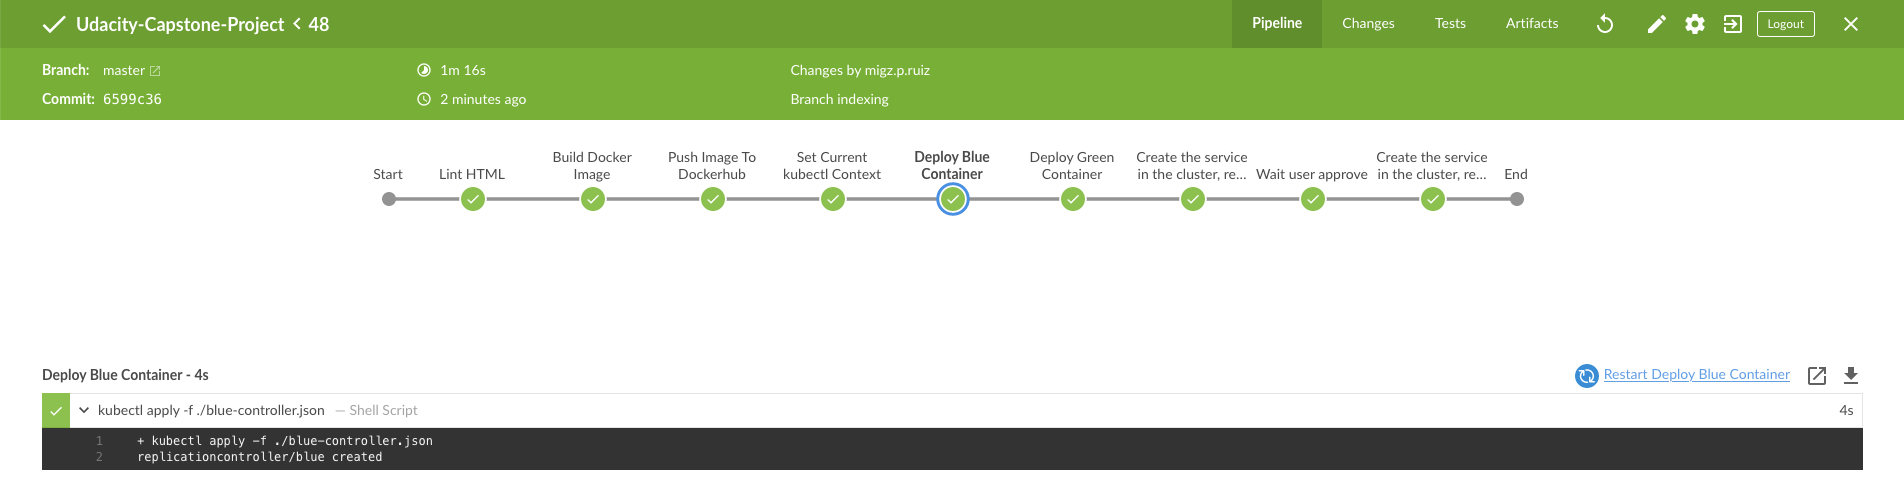 Udacity-Capstone-Project < 48
Pipeline
Changes
Tests
Artifacts
Logout
Branch: master
1m 16s
Changes by migz.p.ruiz
Commit: 6599c36
2 minutes ago
Branch indexing
Start
Lint HTML
Build Docker
Image
Push Image To
Dockerhub
Set Current
kubectl Context
Deploy Blue
Container
Deploy Green
Container
Create the service
in the cluster, re...
Wait user approve
Create the service
in the cluster, re...
End
Deploy Blue Container - 4s
Restart Deploy Blue Container
kubectl apply -f ./blue-controller.json — Shell Script
4s
1 + kubectl apply -f ./blue-controller.json
2 replicationcontroller/blue created